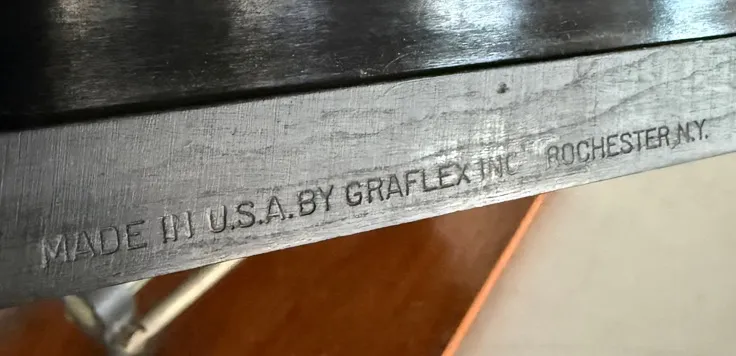 MADE IN U.S.A. BY GRAFLEX INC ROCHESTER, N.Y.